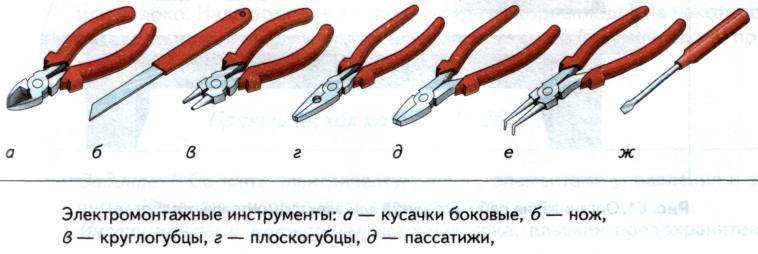 а б в г д е ж
Электромонтажные инструменты: а — кусачки боковые, б — нож,
в — круглогубцы, г — плоскогубцы, д — пассатижи,